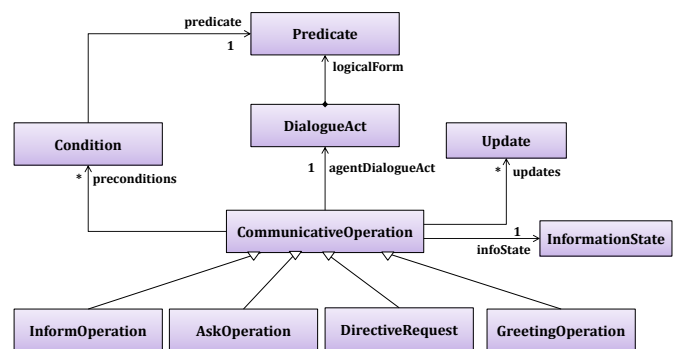 predicate
1
Predicate
logicalForm
DialogueAct
Condition
Update
* preconditions
1 agentDialogueAct
* updates
CommunicativeOperation
1
infoState
InformationState
InformOperation
AskOperation
DirectiveRequest
GreetingOperation